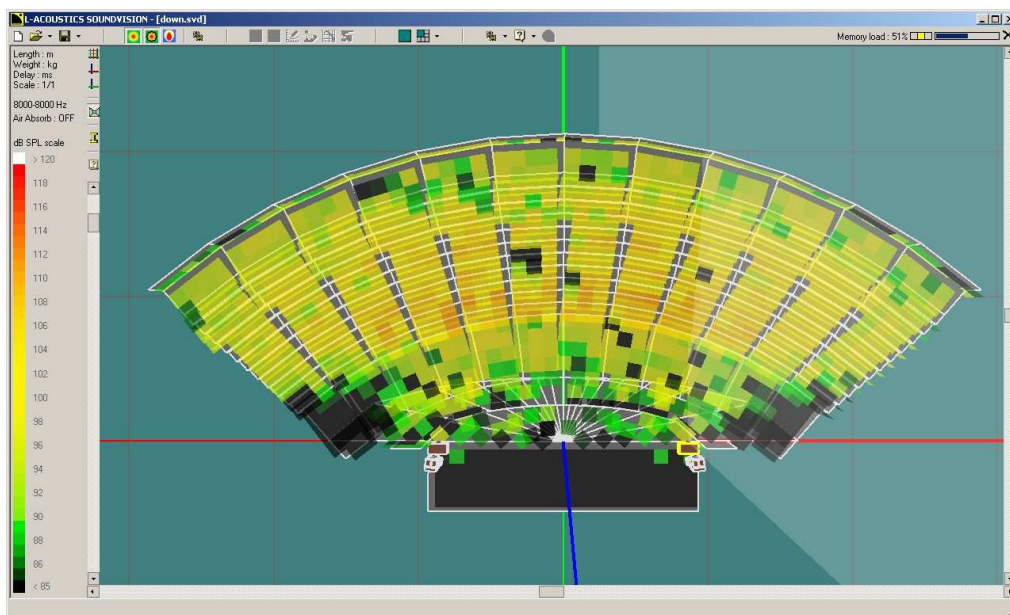 L-ACOUSTICS SOUNDVISION - [down.svd]
Memory load : 51%
Length : m
Weight : kg
Delay : ms
Scale : 1/1
8000-8000 Hz
Air Absorb : OFF
dB SPL scale
> 120
118
116
114
112
110
108
106
104
102
100
98
96
94
92
90
88
86
< 85